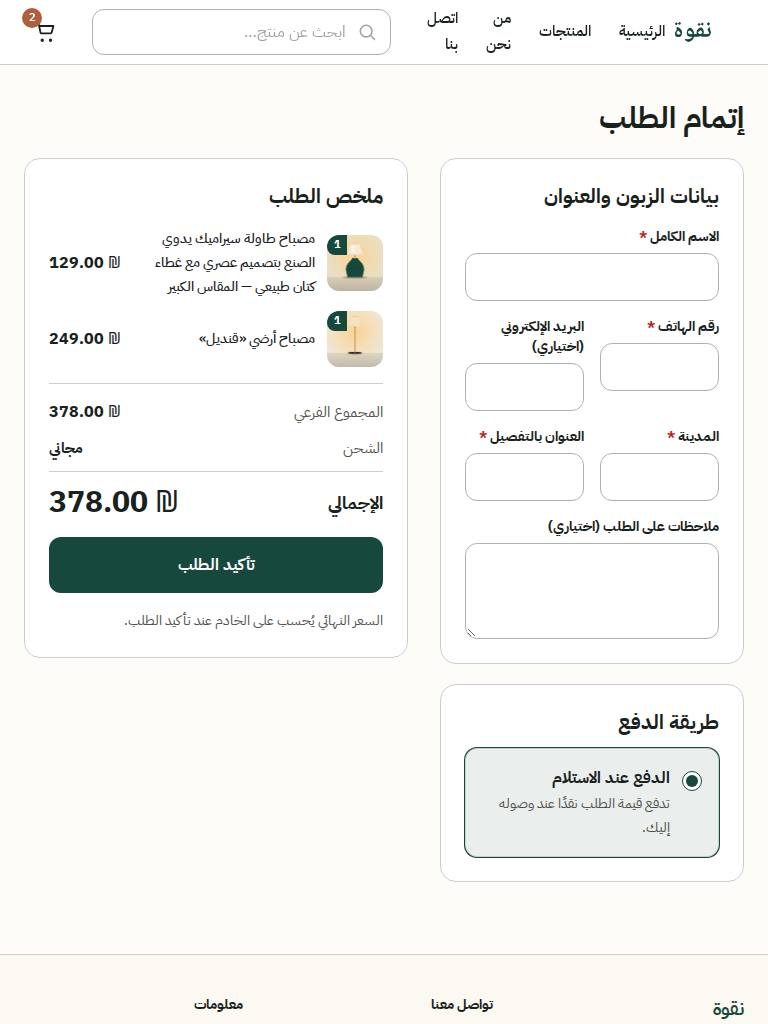 نقوة
الرئيسية
المنتجات
من
نحن
اتصل
بنا
ابحث عن منتج...
2
إتمام الطلب
بيانات الزبون والعنوان
الاسم الكامل *
رقم الهاتف *
البريد الإلكتروني
(اختياري)
المدينة *
العنوان بالتفصيل *
ملاحظات على الطلب (اختياري)
طريقة الدفع
الدفع عند الاستلام
تدفع قيمة الطلب نقدًا عند وصوله
إليك.
ملخص الطلب
1
مصباح طاولة سيراميك يدوي
الصنع بتصميم عصري مع غطاء
كتان طبيعي — المقاس الكبير
129.00 ₪
1
مصباح أرضي «قنديل»
249.00 ₪
المجموع الفرعي
378.00 ₪
الشحن
مجاني
الإجمالي
378.00 ₪
تأكيد الطلب
السعر النهائي يُحسب على الخادم عند تأكيد الطلب.
نقوة
تواصل معنا
معلومات